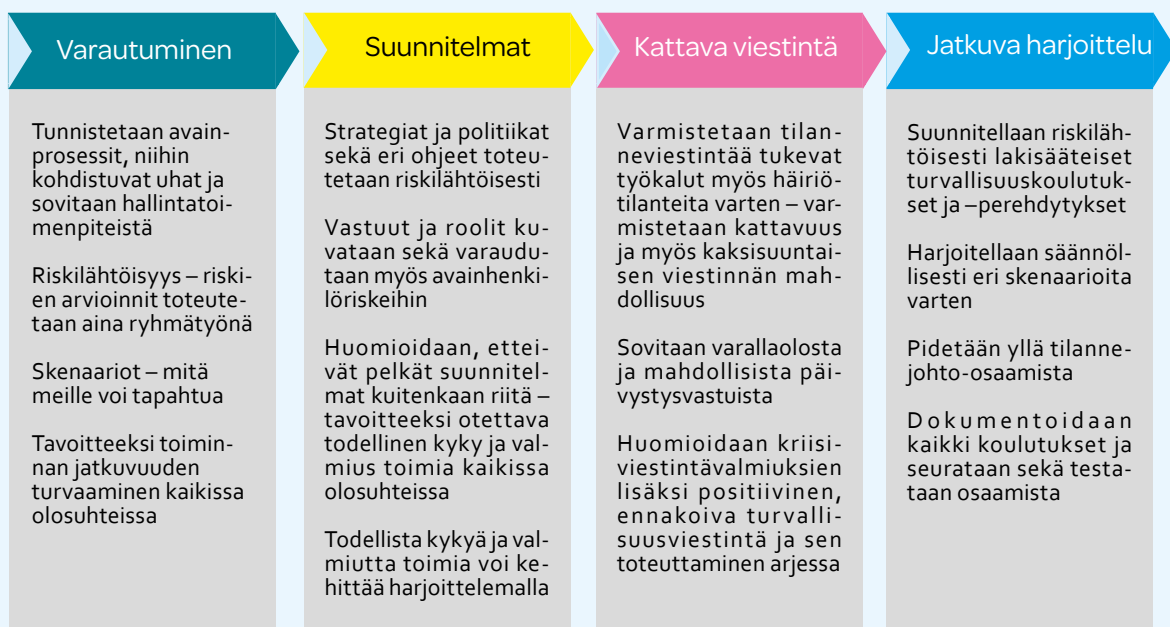 Varautuminen
Tunnistetaan avain-
prosessit, niihin
kohdistuvat uhat ja
sovitaan hallintatoi-
menpiteistä
Riskilähtöisyys – riski-
en arvioinnit toteute-
taan aina ryhmätyönä
Skenaariot – mitä
meille voi tapahtua
Tavoitteeksi toimin-
nan jatkuvuuden
turvaaminen kaikissa
olosuhteissa
Suunnitelmat
Strategiat ja politiikat
sekä eri ohjeet toteu-
tetaan riskilähtöisesti
Vastuut ja roolit ku-
vataan sekä varaudu-
taan myös avainhenki-
löriskeihin
Huomioidaan, ettei-
vät pelkät suunnitel-
mat kuitenkaan riitä –
tavoitteeksi otettava
todellinen kyky ja val-
mius toimia kaikissa
olosuhteissa
Todellista kykyä ja val-
miutta toimia voi ke-
hittää harjoittelemalla
Kattava viestintä
Varmistetaan tilan-
neviestintää tukevat
työkalut myös häiriö-
tilanteita varten – var-
mistetaan kattavuus
ja myös kaksisuuntai-
sen viestinnän mah-
dollisuus
Sovitaan varallaolosta
ja mahdollisista päi-
vystysvastuista
Huomioidaan kriisi-
viestintävalmiuksien
lisäksi positiivinen,
ennakoiva turvalli-
suusviestintä ja sen
toteuttaminen arjessa
Jatkuva harjoittelu
Suunnitellaan riskiläh-
töisesti lakisääteiset
turvallisuuskoulutuk-
set ja –perehdytykset
Harjoitellaan säännöl-
lisesti eri skenaarioita
varten
Pidetään yllä tilanne-
johto-osaamista
Dokumentoidaan
kaikki koulutukset ja
seurataan sekä testa-
taan osaamista